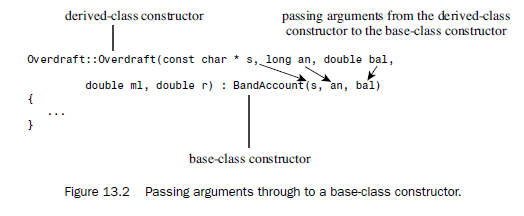 derived-class constructor
passing arguments from the derived-class
constructor to the base-class constructor
Overdraft::Overdraft(const char * s, long an, double bal,
double ml, double r) : BandAccount(s, an, bal)
{
...
}
base-class constructor
Figure 13.2 Passing arguments through to a base-class constructor.